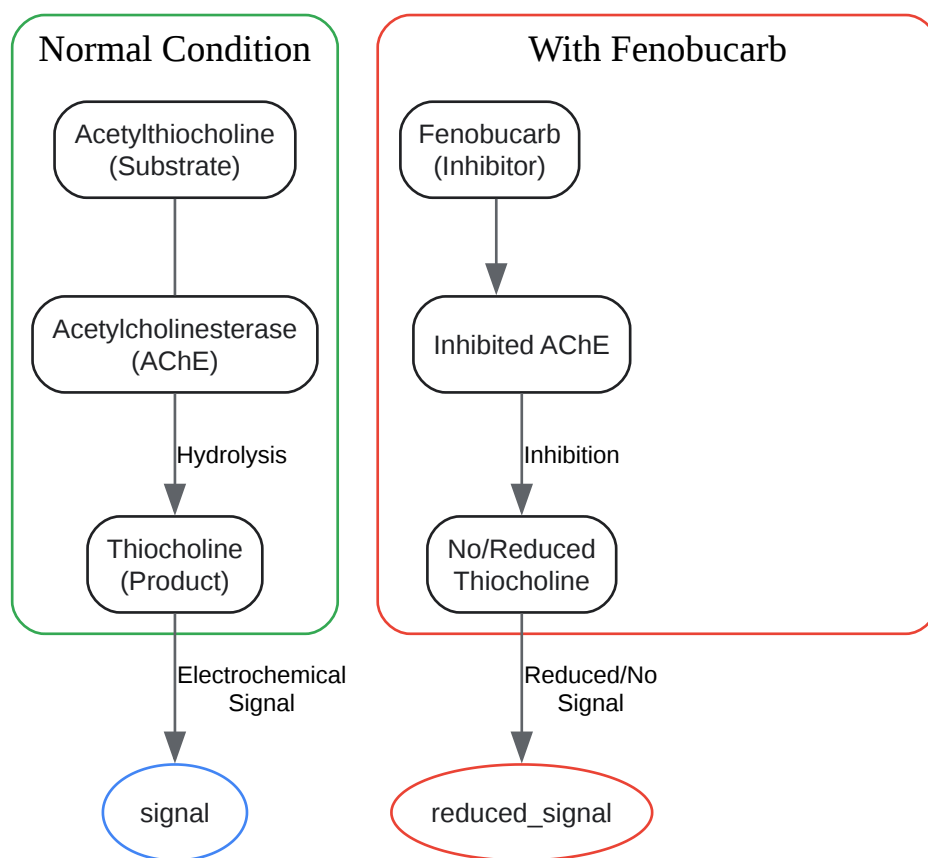 Normal Condition
Acetylthiocholine
(Substrate)
Acetylcholinesterase
(AChE)
Hydrolysis
Thiocholine
(Product)
Electrochemical
Signal
signal
With Fenobucarb
Fenobucarb
(Inhibitor)
Inhibited AChE
Inhibition
No/Reduced
Thiocholine
Reduced/No
Signal
reduced_signal